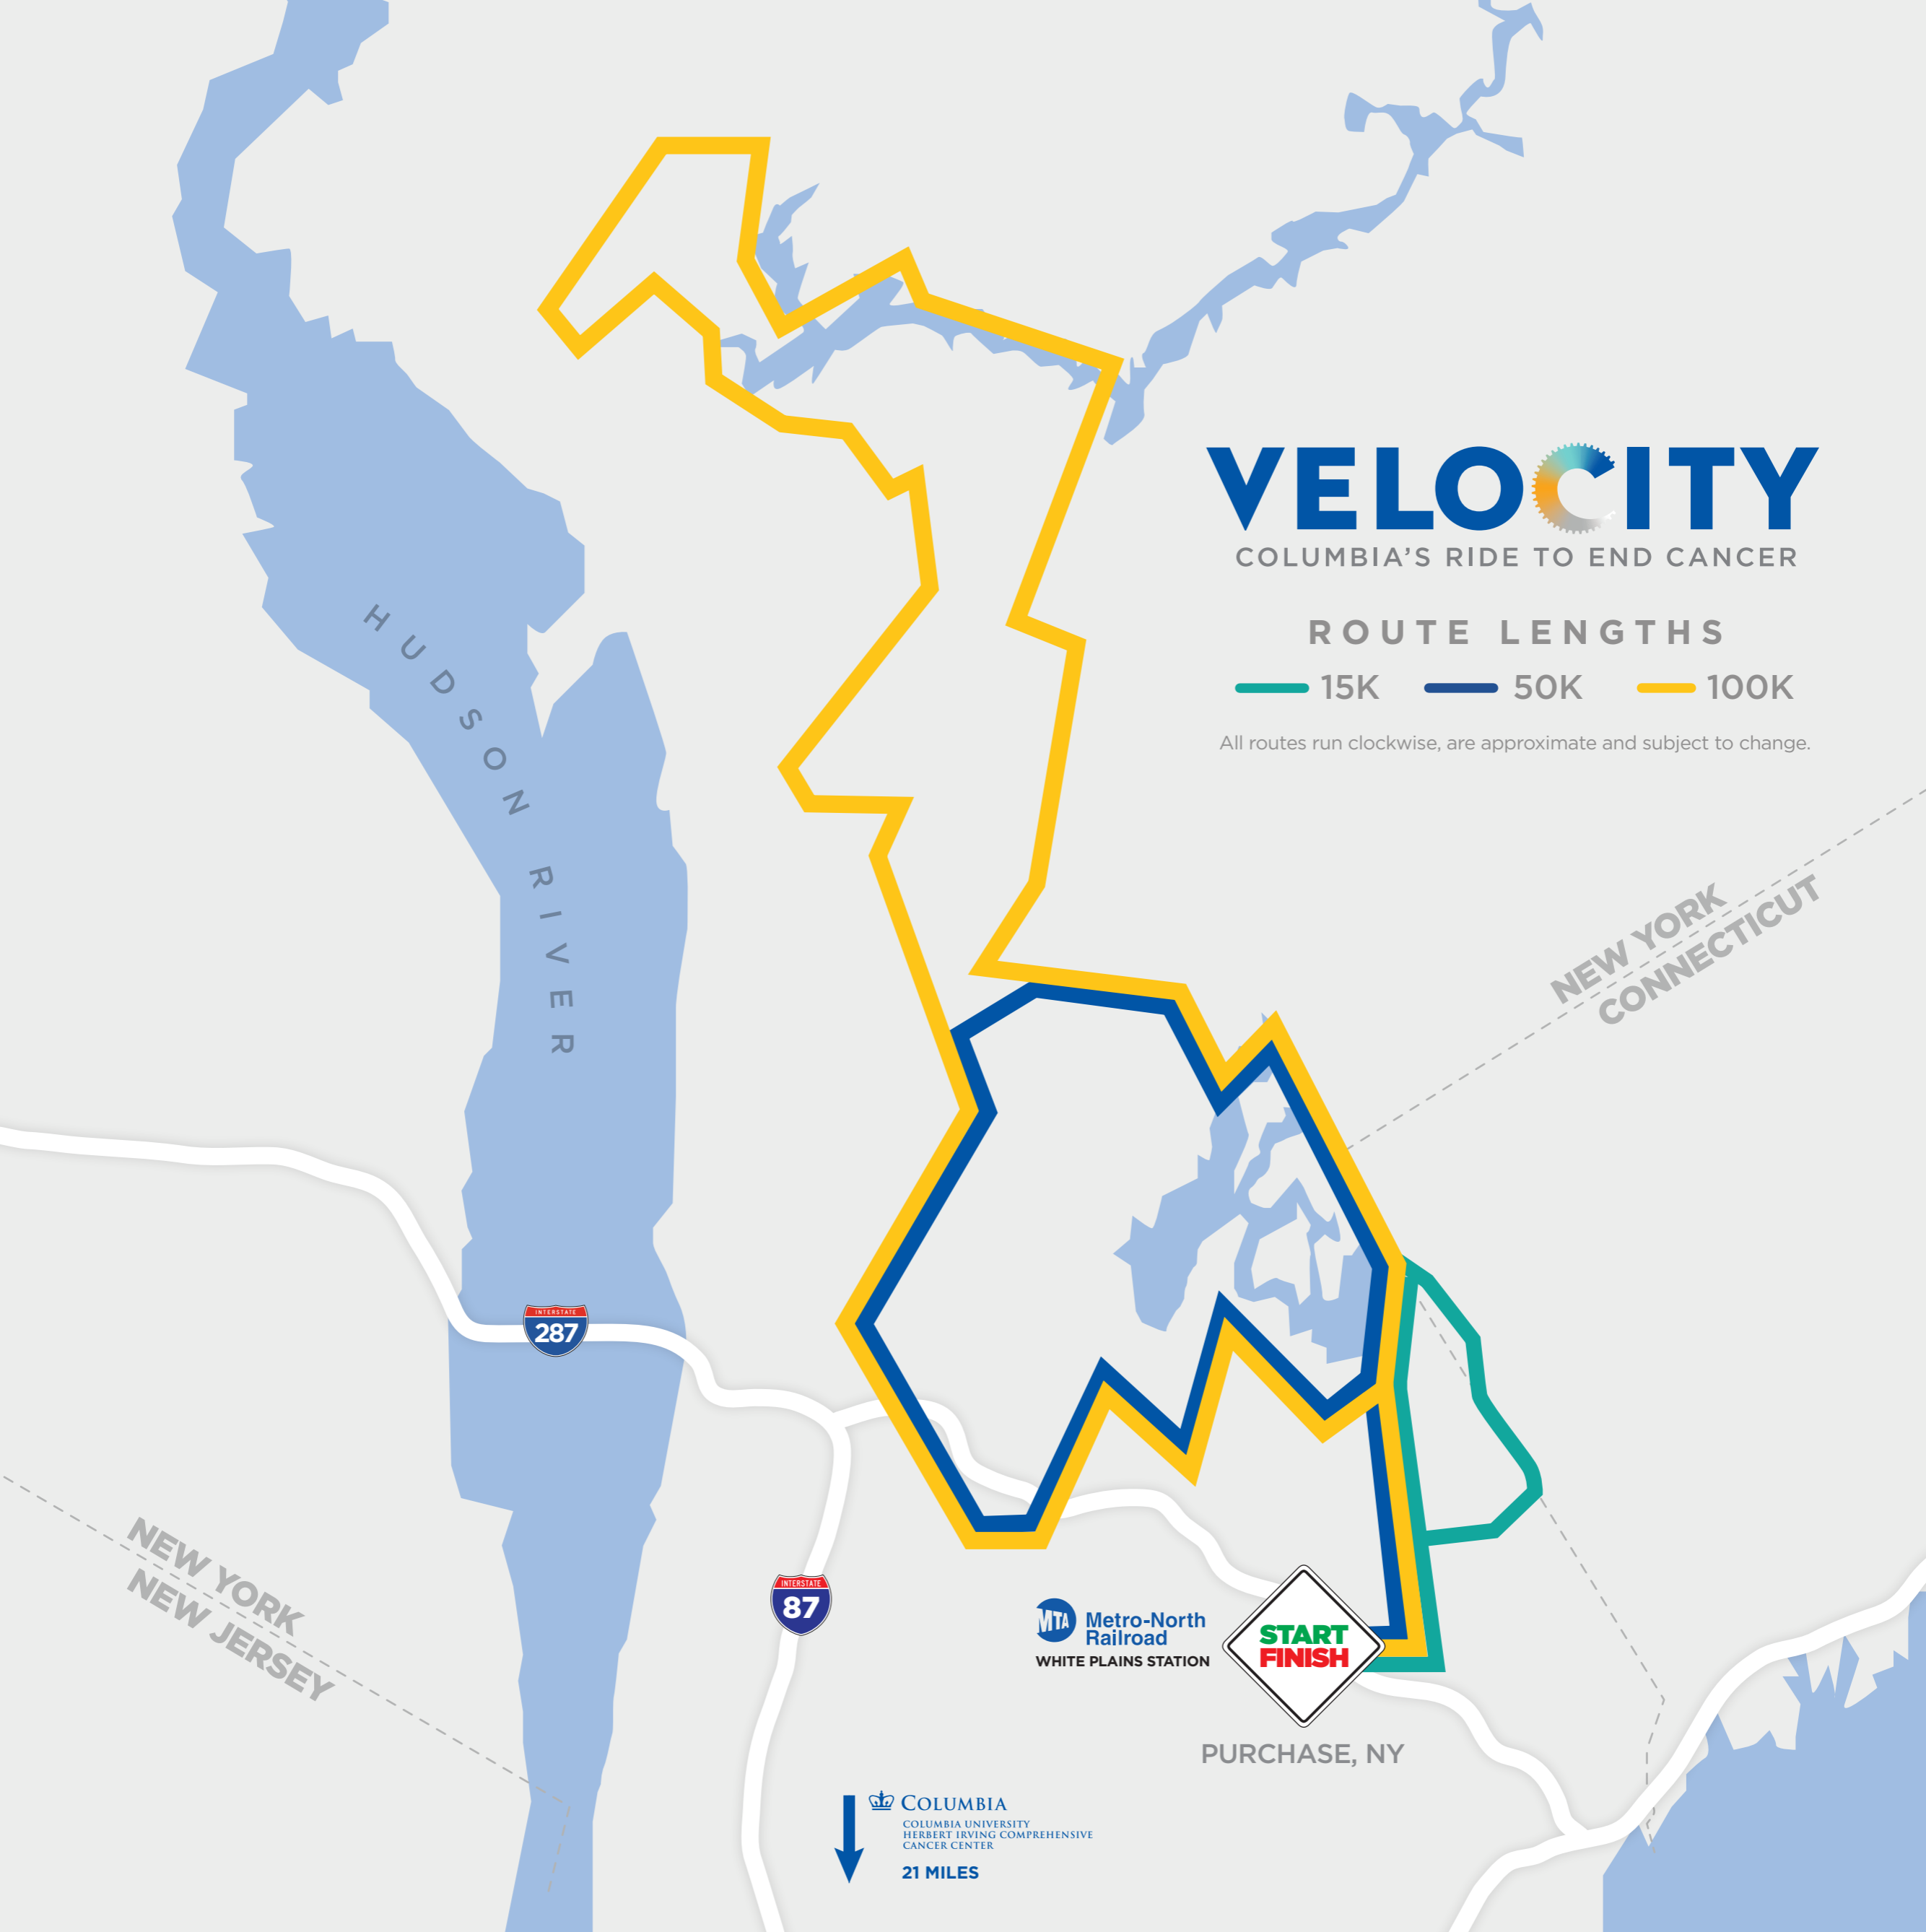 VELOCITY
COLUMBIA'S RIDE TO END CANCER
ROUTE LENGTHS
15K 50K 100K
All routes run clockwise, are approximate and subject to change.
HUDSON RIVER
NEW YORK
CONNECTICUT
INTERSTATE
287
NEW YORK
NEW JERSEY
INTERSTATE
87
MTA Metro-North
Railroad
WHITE PLAINS STATION
START
FINISH
PURCHASE, NY
COLUMBIA
COLUMBIA UNIVERSITY
HERBERT IRVING COMPREHENSIVE
CANCER CENTER
21 MILES